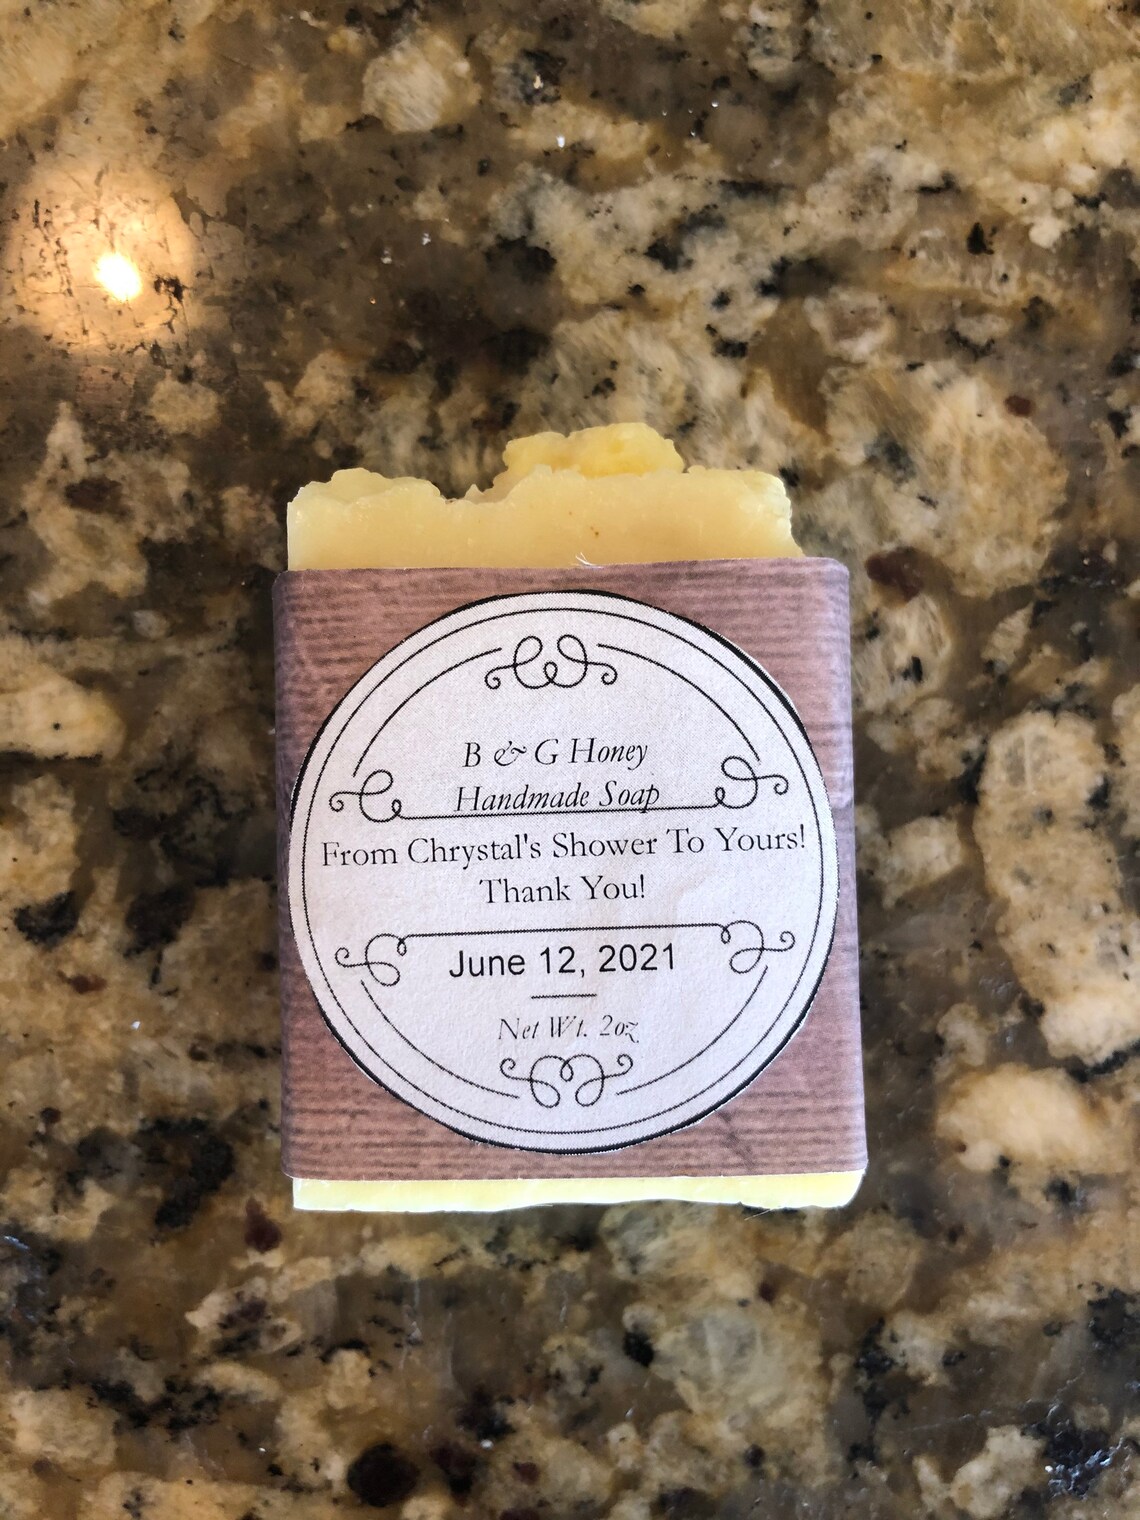 B & G Honey
Handmade Soap
From Chrystal's Shower To Yours!
Thank You!
June 12, 2021
Net Wt. 2oz